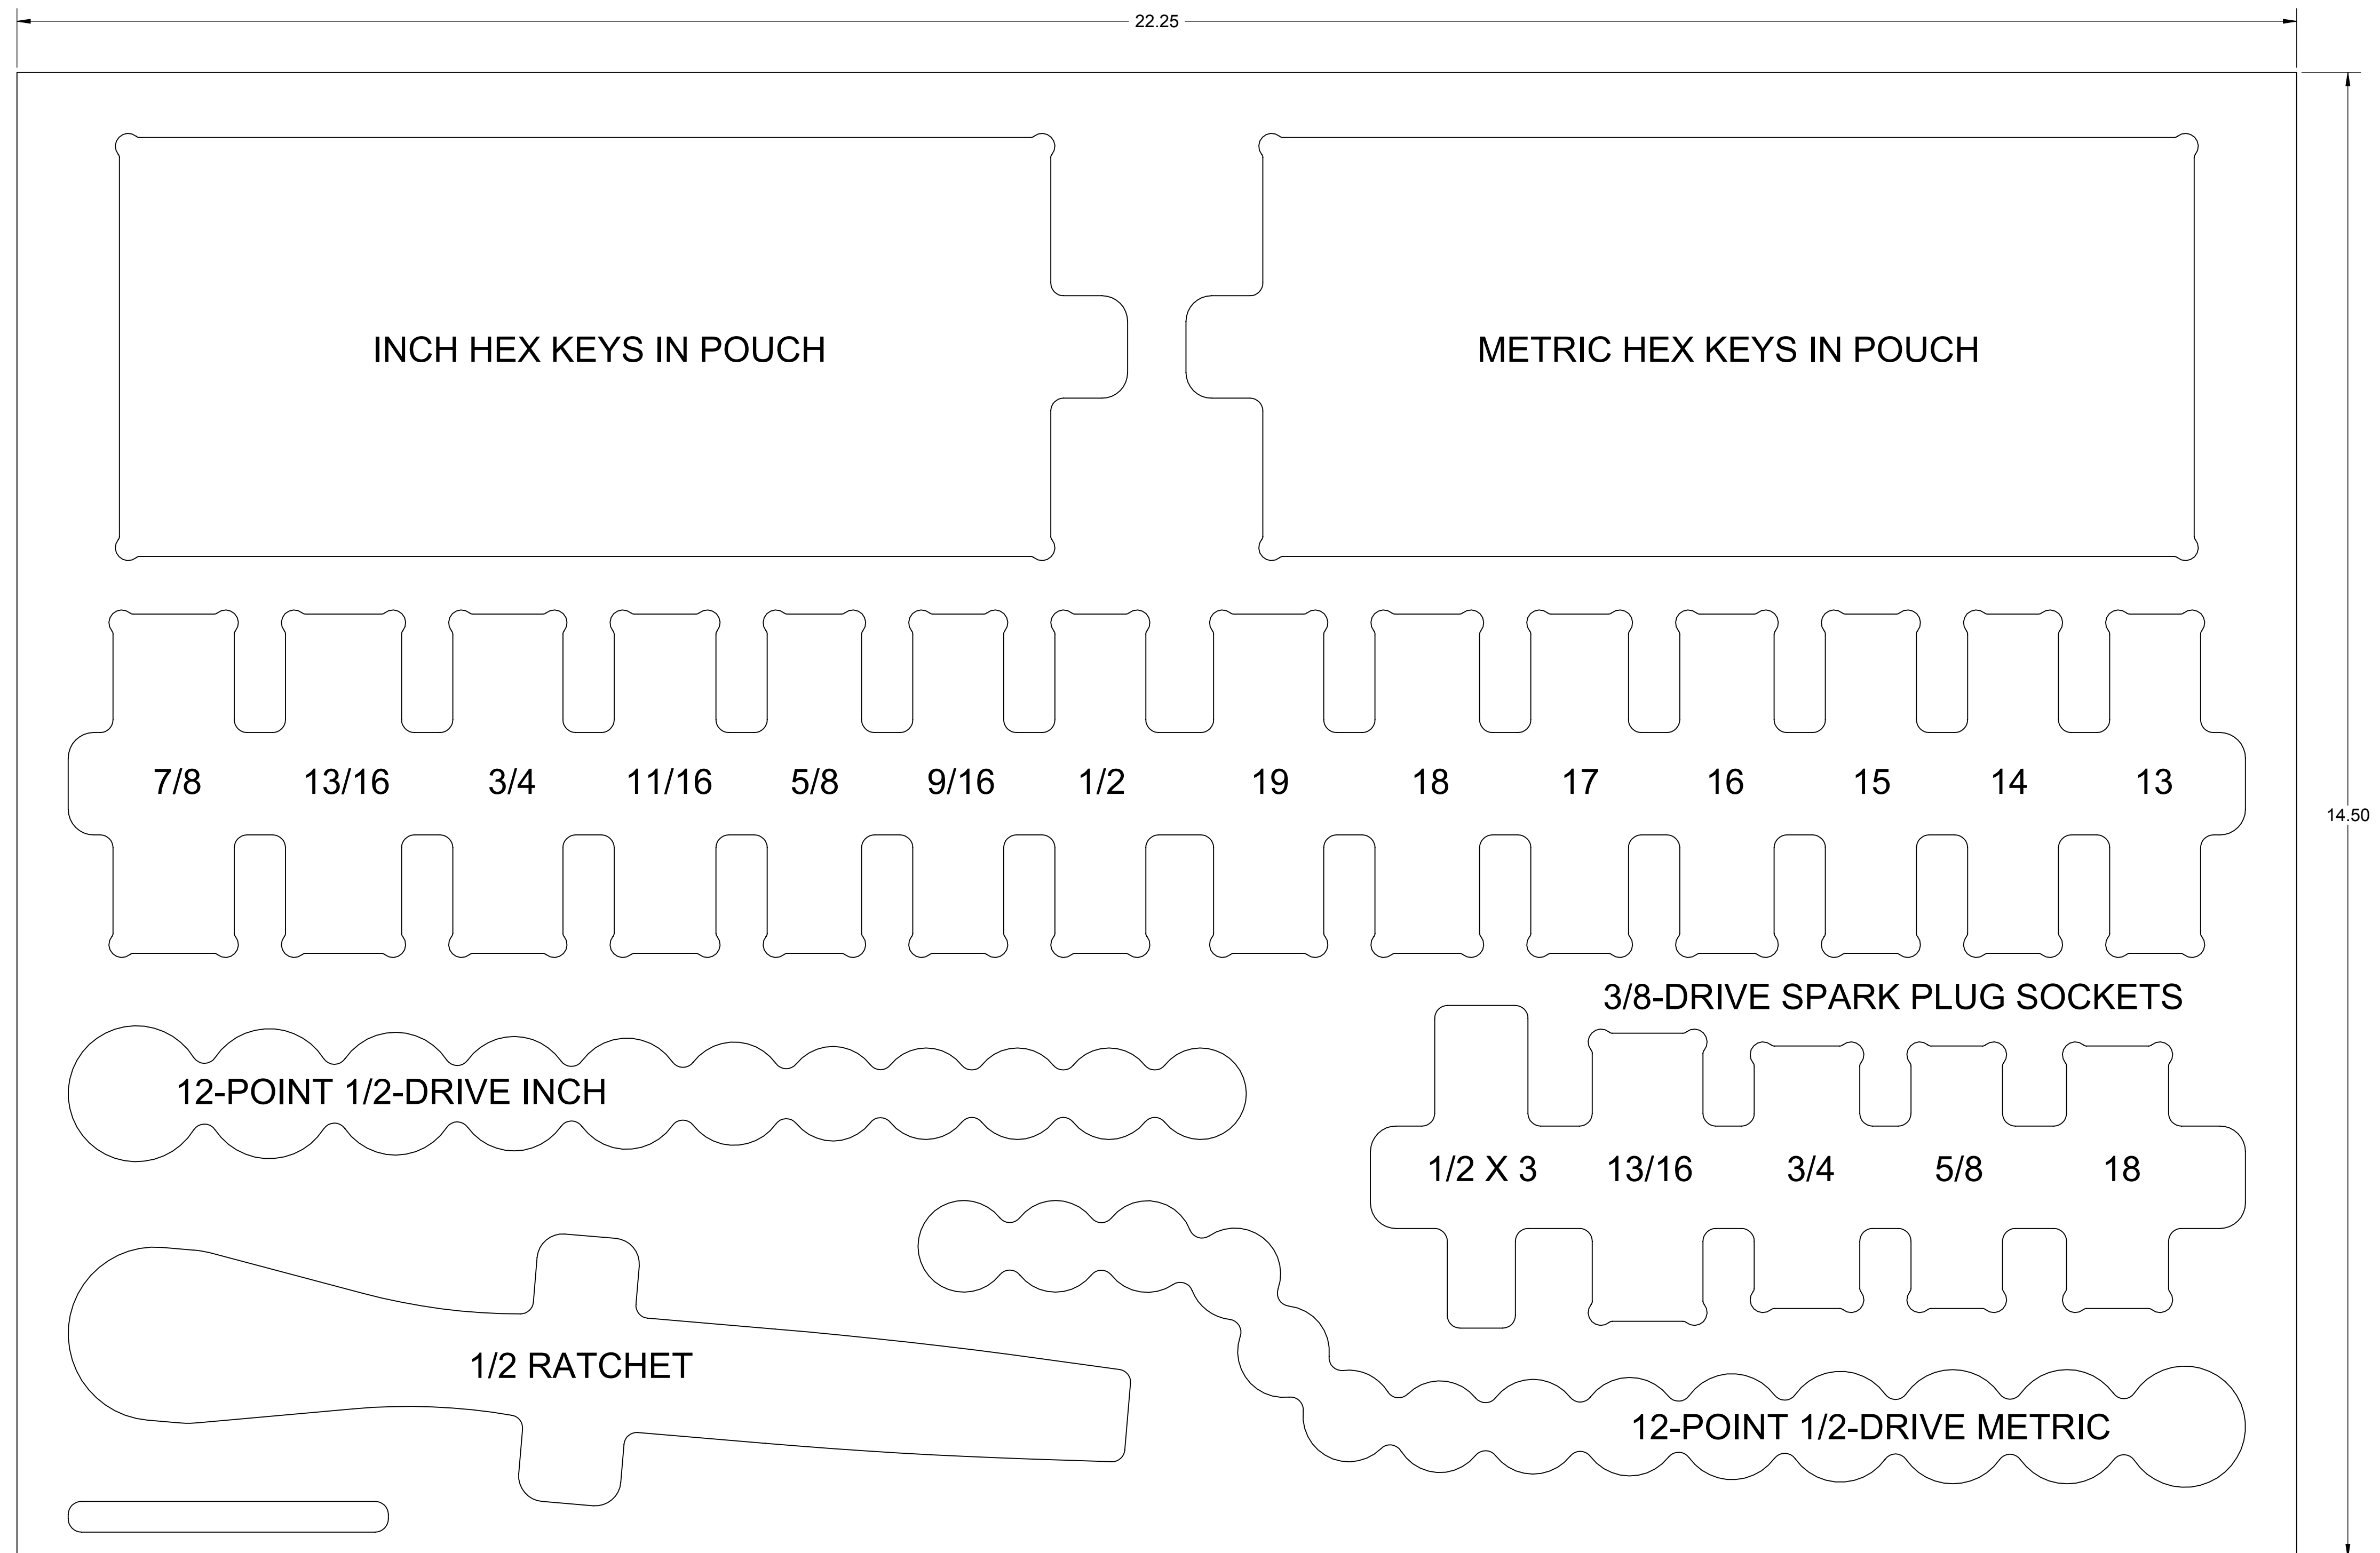 22.25
INCH HEX KEYS IN POUCH
METRIC HEX KEYS IN POUCH
7/8 13/16 3/4 11/16 5/8 9/16 1/2 19 18 17 16 15 14 13
14.50
3/8-DRIVE SPARK PLUG SOCKETS
12-POINT 1/2-DRIVE INCH
1/2 X 3 13/16 3/4 5/8 18
1/2 RATCHET
12-POINT 1/2-DRIVE METRIC